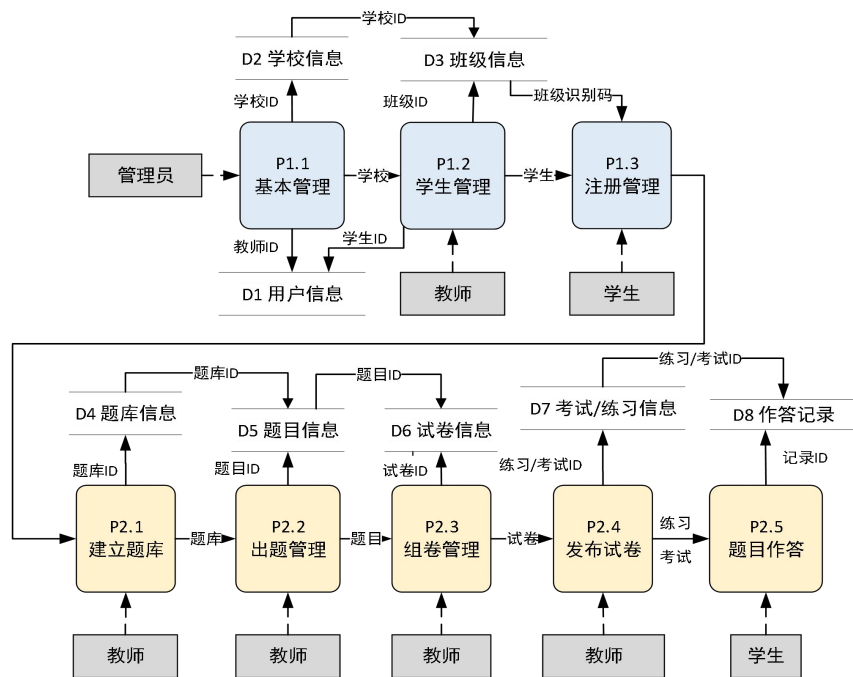 学校ID
D2 学校信息
D3 班级信息
学校ID
班级ID
班级识别码
管理员
P1.1
基本管理
学校
P1.2
学生管理
学生
P1.3
注册管理
教师ID
学生ID
D1 用户信息
教师
学生
题库ID
题目ID
练习/考试ID
D4 题库信息
D5 题目信息
D6 试卷信息
D7 考试/练习信息
D8 作答记录
题库ID
题目ID
试卷ID
练习/考试ID
记录ID
P2.1
建立题库
题库
P2.2
出题管理
题目
P2.3
组卷管理
试卷
P2.4
发布试卷
练习
考试
P2.5
题目作答
教师
教师
教师
教师
学生